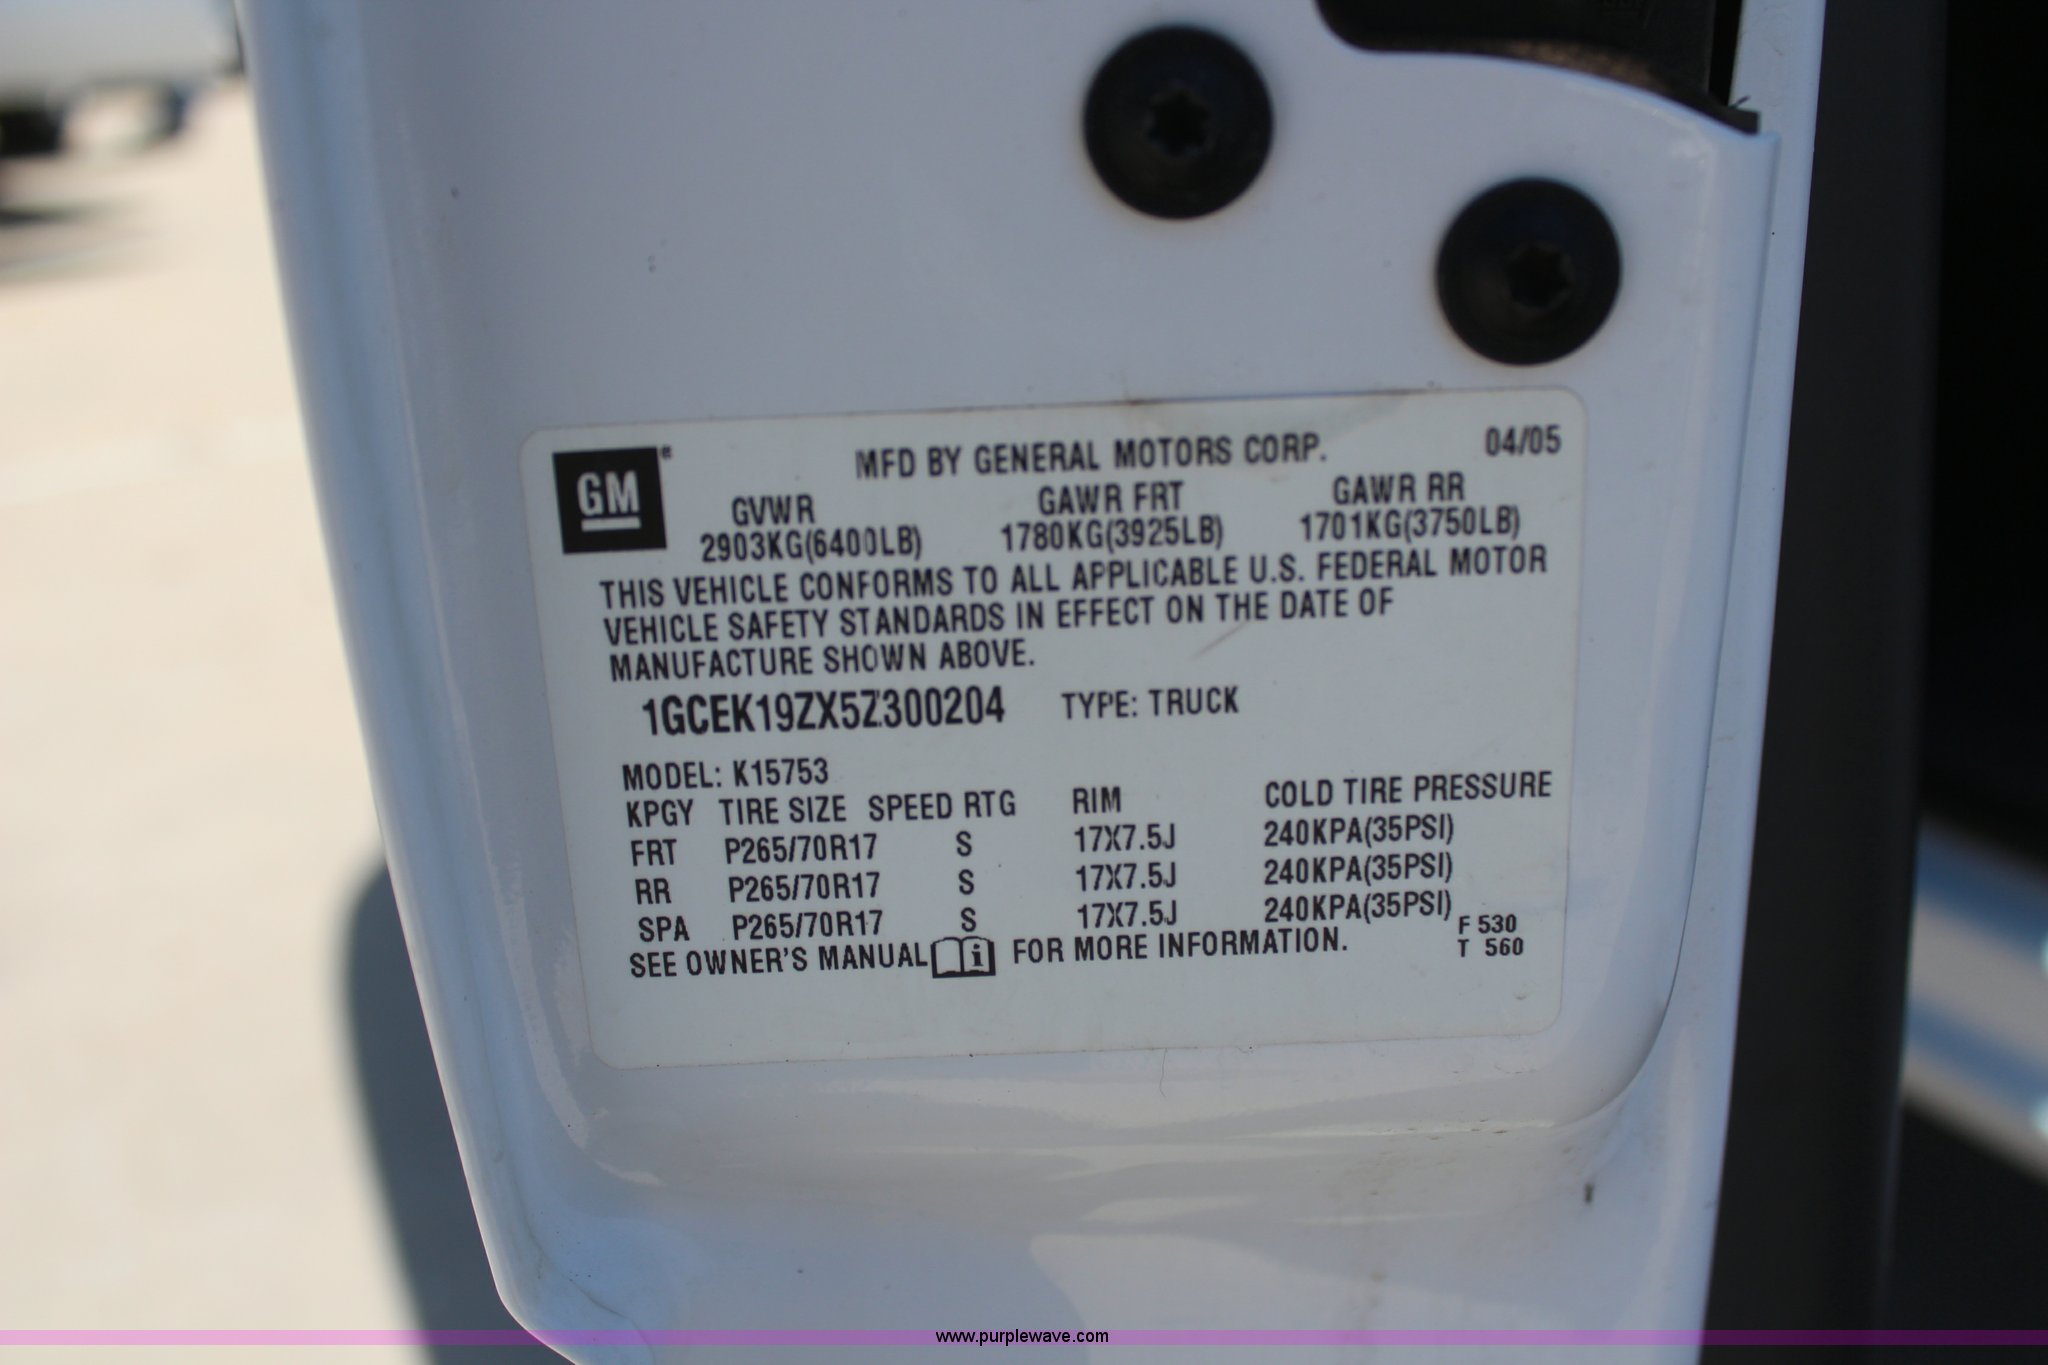 GM®
MFD BY GENERAL MOTORS CORP. 04/05
GVWR GAWR FRT GAWR RR
2903KG(6400LB) 1780KG(3925LB) 1701KG(3750LB)
THIS VEHICLE CONFORMS TO ALL APPLICABLE U.S. FEDERAL MOTOR
VEHICLE SAFETY STANDARDS IN EFFECT ON THE DATE OF
MANUFACTURE SHOWN ABOVE.
1GCEK19ZX5Z300204 TYPE: TRUCK
MODEL: K15753
KPGY TIRE SIZE SPEED RTG RIM COLD TIRE PRESSURE
FRT P265/70R17 S 17X7.5J 240KPA(35PSI)
RR P265/70R17 S 17X7.5J 240KPA(35PSI)
SPA P265/70R17 S 17X7.5J 240KPA(35PSI)
SEE OWNER'S MANUAL i FOR MORE INFORMATION.
F 530
T 560
www.purplewave.com